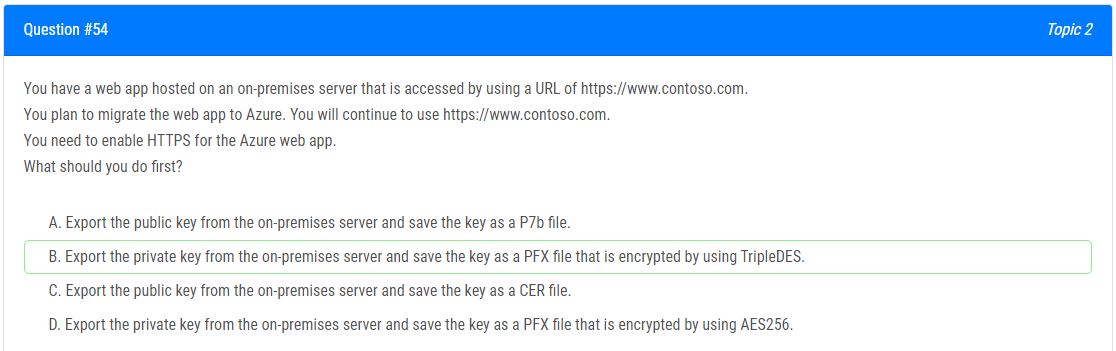 Question #54
Topic 2
You have a web app hosted on an on-premises server that is accessed by using a URL of https://www.contoso.com.
You plan to migrate the web app to Azure. You will continue to use https://www.contoso.com.
You need to enable HTTPS for the Azure web app.
What should you do first?
A. Export the public key from the on-premises server and save the key as a P7b file.
B. Export the private key from the on-premises server and save the key as a PFX file that is encrypted by using TripleDES.
C. Export the public key from the on-premises server and save the key as a CER file.
D. Export the private key from the on-premises server and save the key as a PFX file that is encrypted by using AES256.